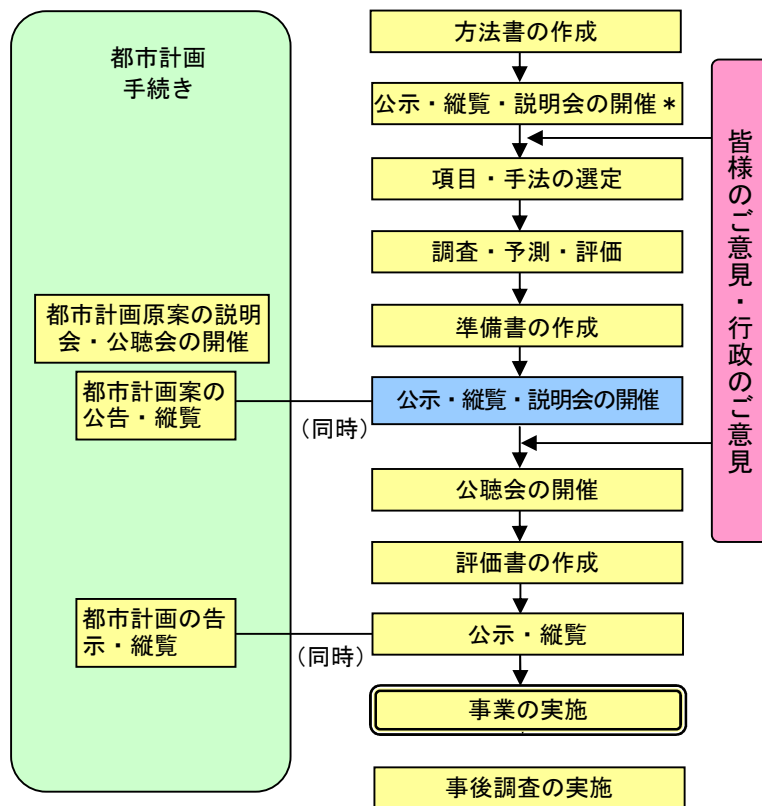 都市計画
手続き
都市計画原案の説明
会・公聴会の開催
都市計画案の
公告・縦覧
都市計画の告
示・縦覧
(同時)
(同時)
方法書の作成
公示・縦覧・説明会の開催*
項目・手法の選定
調査・予測・評価
準備書の作成
公示・縦覧・説明会の開催
公聴会の開催
評価書の作成
公示・縦覧
事業の実施
事後調査の実施
皆様のご意見・行政のご意見